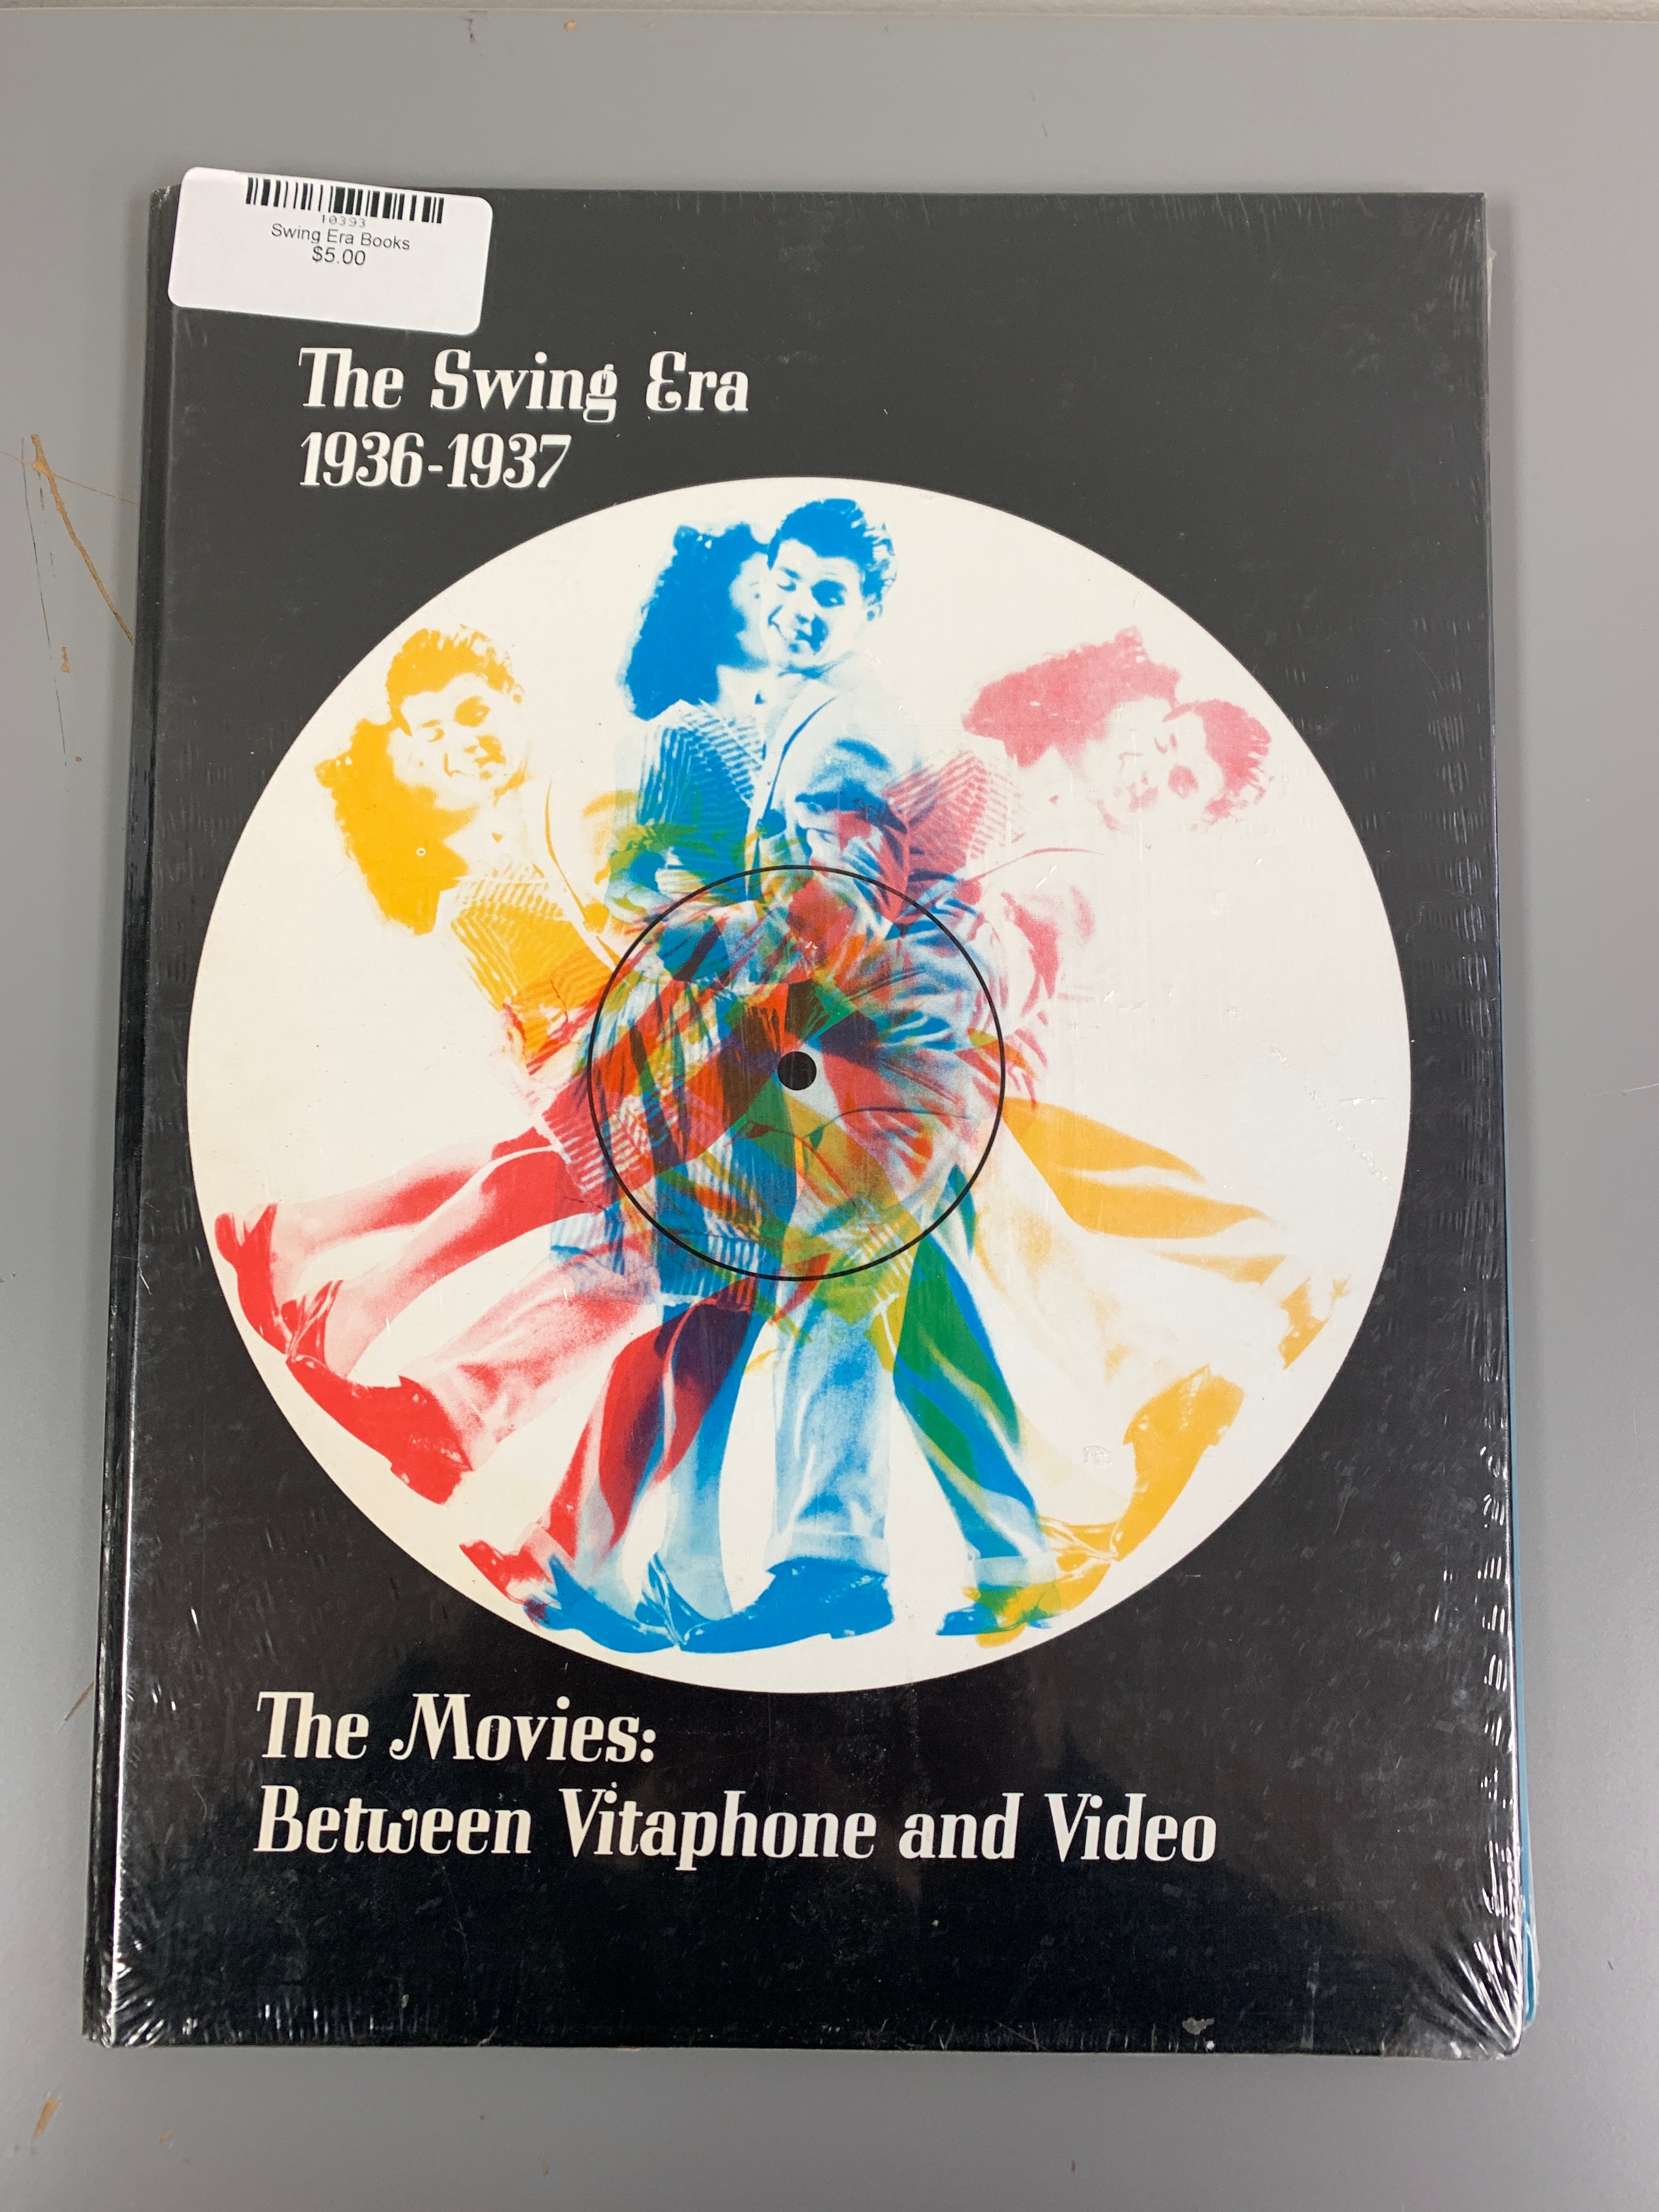 10393
Swing Era Books
$5.00
The Swing Era
1936-1937
The Movies:
Between Vitaphone and Video